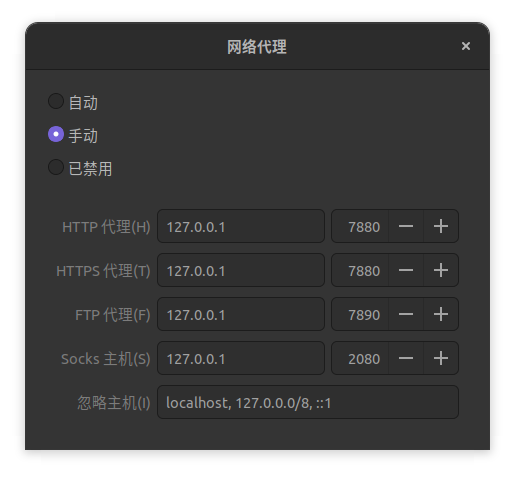 网络代理 ×
自动
手动
已禁用
HTTP 代理(H) 127.0.0.1 7880 — +
HTTPS 代理(T) 127.0.0.1 7880 — +
FTP 代理(F) 127.0.0.1 7890 — +
Socks 主机(S) 127.0.0.1 2080 — +
忽略主机(I) localhost, 127.0.0.0/8, ::1